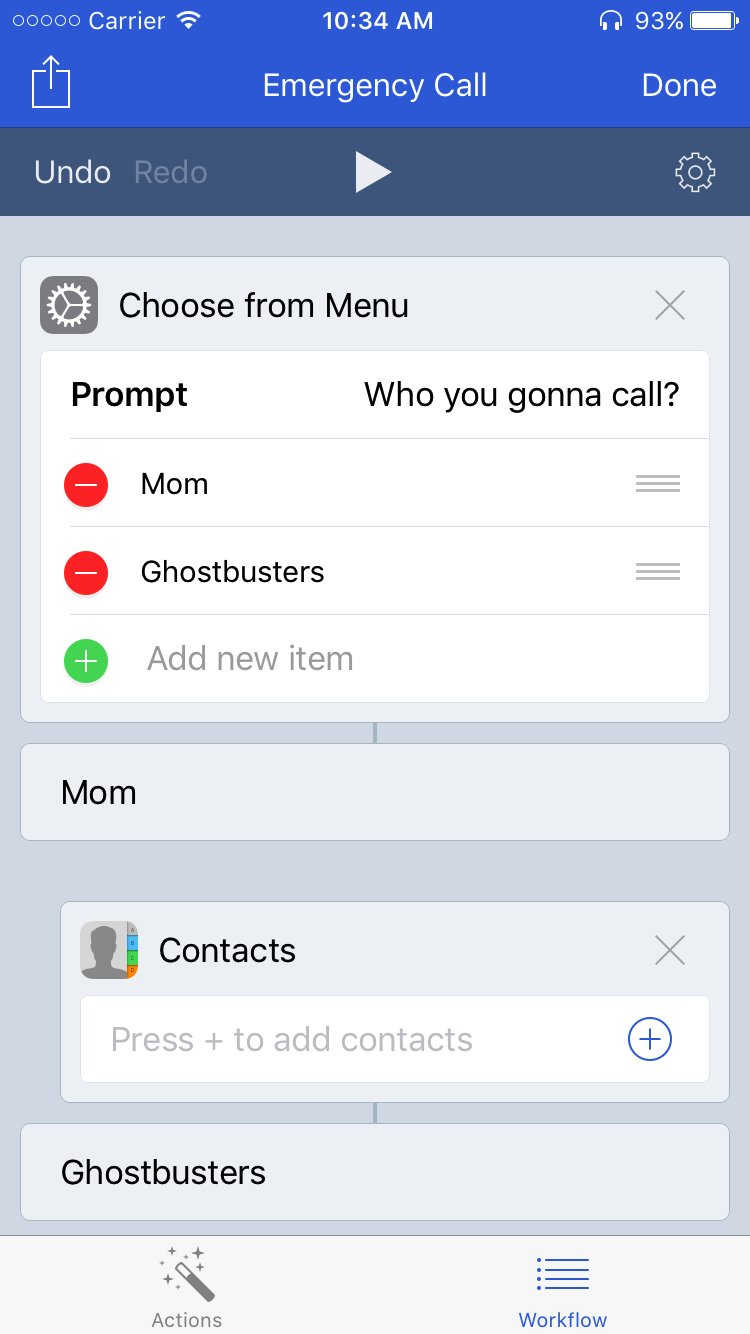 Carrier 10:34 AM 93%
Emergency Call Done
Undo Redo
Choose from Menu
Prompt Who you gonna call?
Mom
Ghostbusters
Add new item
Mom
Contacts
Press + to add contacts
Ghostbusters
Actions Workflow